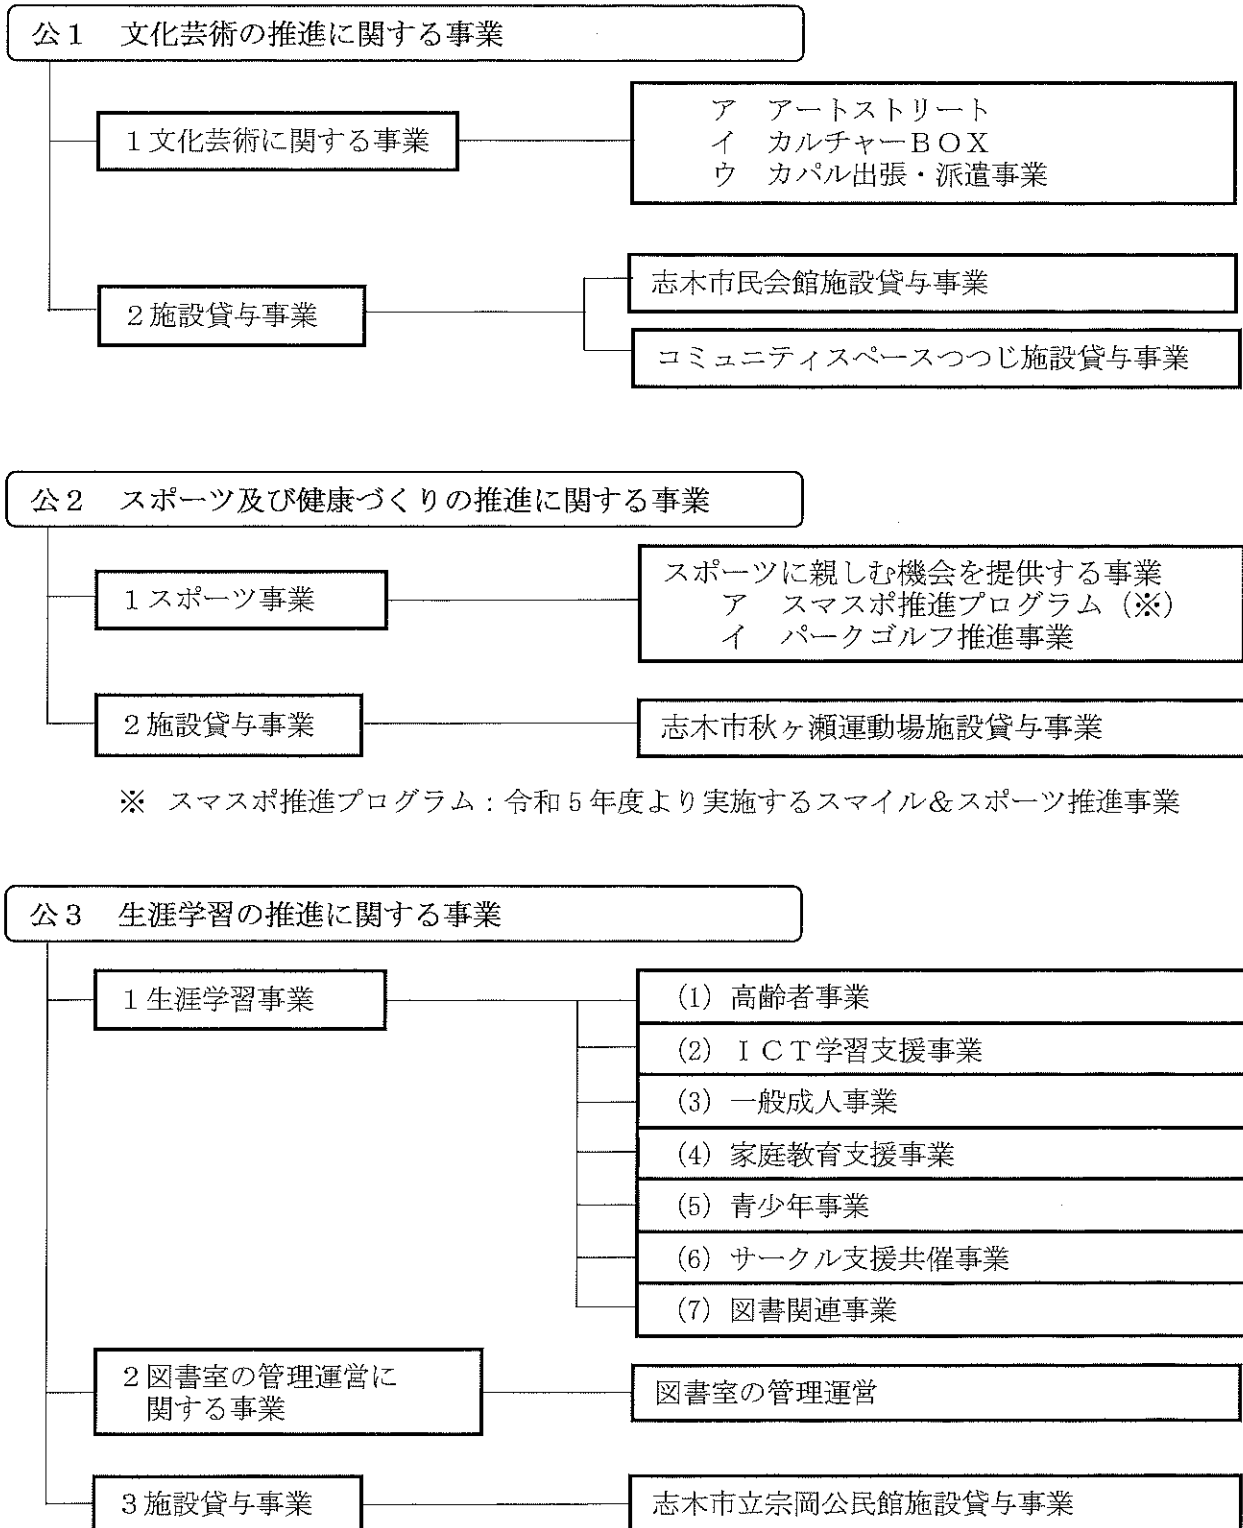 公１　文化芸術の推進に関する事業
１文化芸術に関する事業
ア　アートストリート
イ　カルチャーＢＯＸ
ウ　カパル出張・派遣事業
２施設貸与事業
志木市民会館施設貸与事業
コミュニティスペースつつじ施設貸与事業
公２　スポーツ及び健康づくりの推進に関する事業
１スポーツ事業
スポーツに親しむ機会を提供する事業
ア　スマスポ推進プログラム（※）
イ　パークゴルフ推進事業
２施設貸与事業
志木市秋ヶ瀬運動場施設貸与事業
※　スマスポ推進プログラム：令和５年度より実施するスマイル＆スポーツ推進事業
公３　生涯学習の推進に関する事業
１生涯学習事業
(1) 高齢者事業
(2) ＩＣＴ学習支援事業
(3) 一般成人事業
(4) 家庭教育支援事業
(5) 青少年事業
(6) サークル支援共催事業
(7) 図書関連事業
２図書室の管理運営に
関する事業
図書室の管理運営
３施設貸与事業
志木市立宗岡公民館施設貸与事業